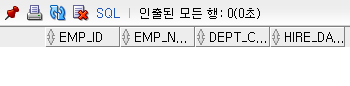 SQL | 인출된 모든 행: 0(0초)
EMP_ID EMP_N... DEPT_C... HIRE_DA...